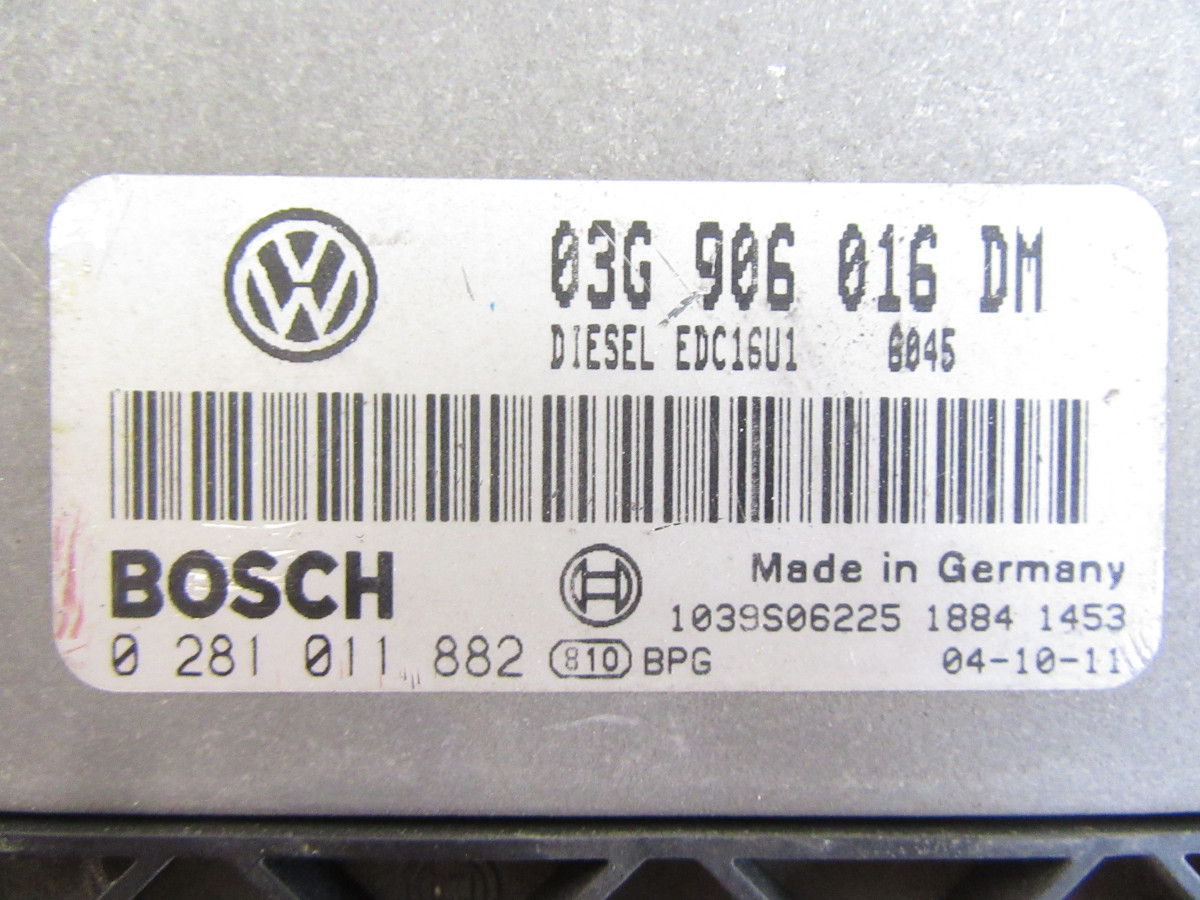 03G 906 016 DM
DIESEL EDC16U1 G045
BOSCH
Made in Germany
1039S06225 1884 1453
0 281 011 882 810 BPG 04-10-11